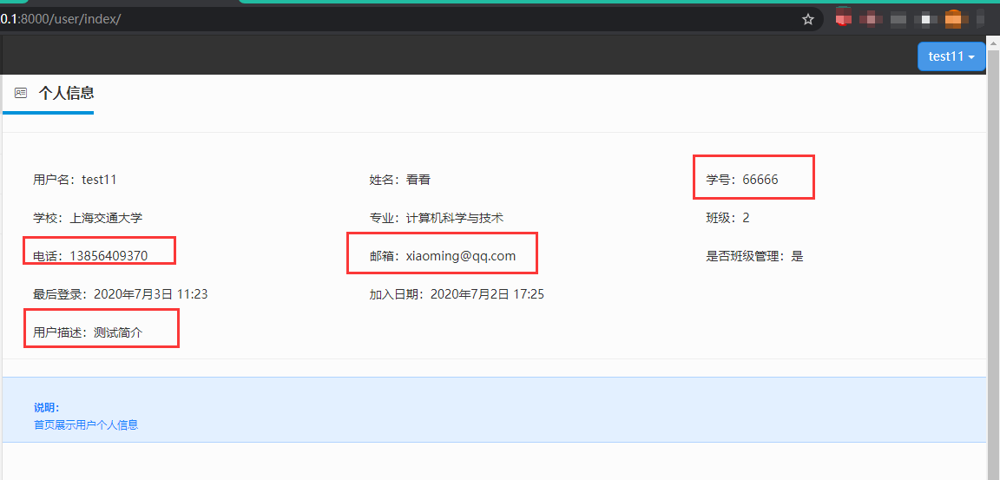 0.1:8000/user/index/
test11
个人信息
用户名：test11 姓名：看看 学号：66666
学校：上海交通大学 专业：计算机科学与技术 班级：2
电话：13856409370 邮箱：xiaoming@qq.com 是否班级管理：是
最后登录：2020年7月3日 11:23 加入日期：2020年7月2日 17:25
用户描述：测试简介
说明：
首页展示用户个人信息